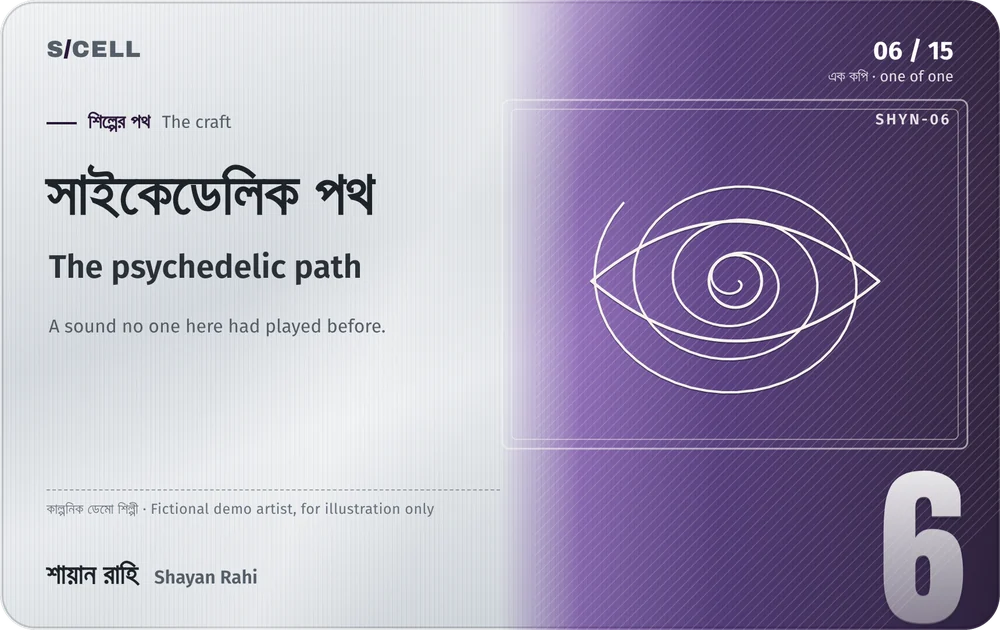 S/CELL
06 / 15
এক কপি · one of one
শিল্পের পথ The craft
SHYN-06
সাইকেডেলিক পথ
The psychedelic path
A sound no one here had played before.
কাল্পনিক ডেমো শিল্পী · Fictional demo artist, for illustration only
শায়ান রাহি Shayan Rahi
6